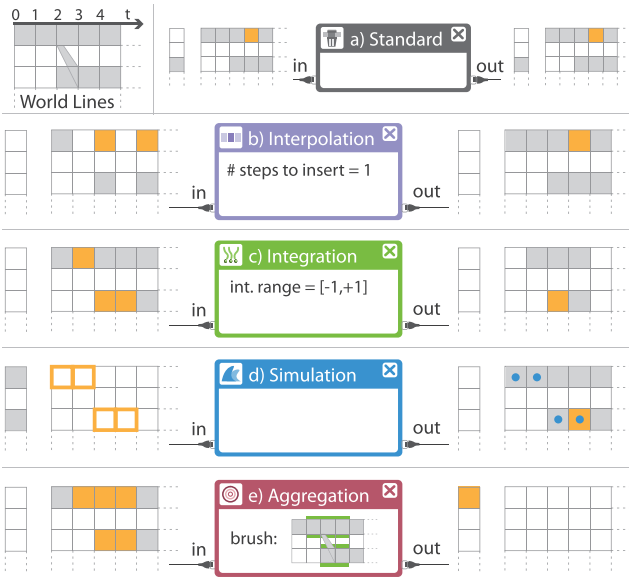 0 1 2 3 4 t
World Lines
a) Standard
in
out
b) Interpolation
# steps to insert = 1
in
out
c) Integration
int. range = [-1,+1]
in
out
d) Simulation
in
out
e) Aggregation
brush:
in
out